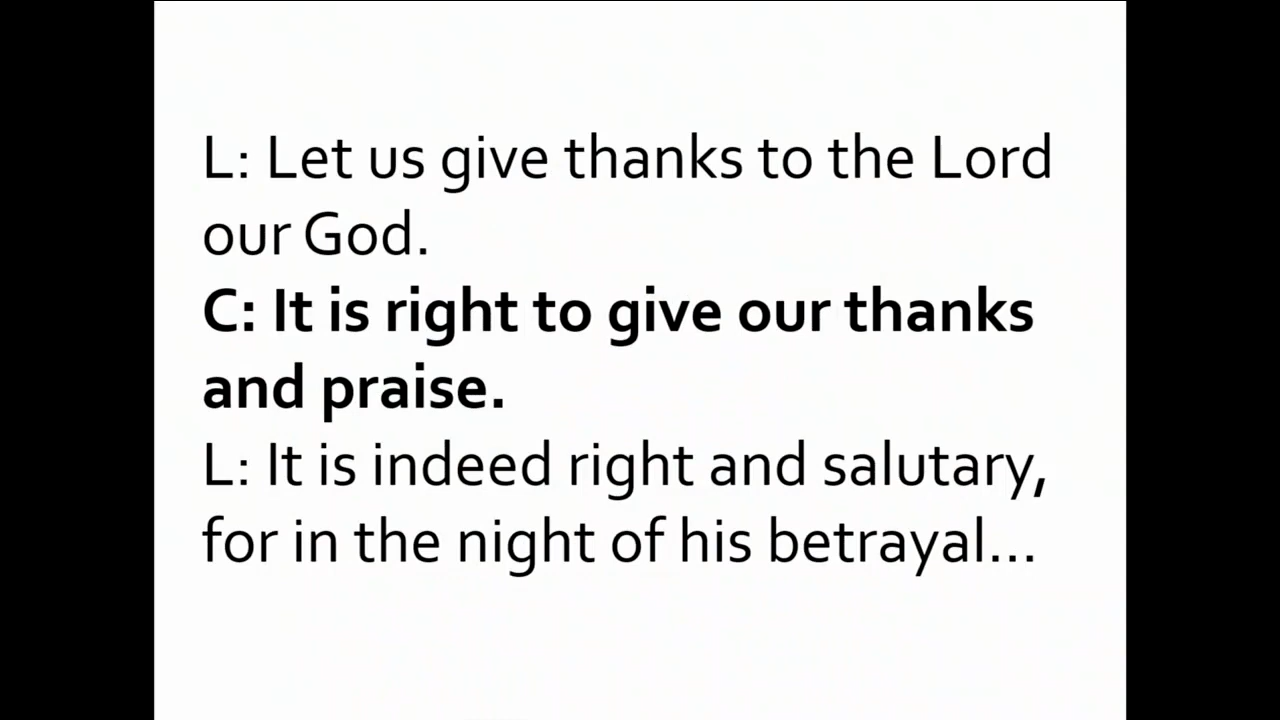 L: Let us give thanks to the Lord
our God.
C: It is right to give our thanks
and praise.
L: It is indeed right and salutary,
for in the night of his betrayal...